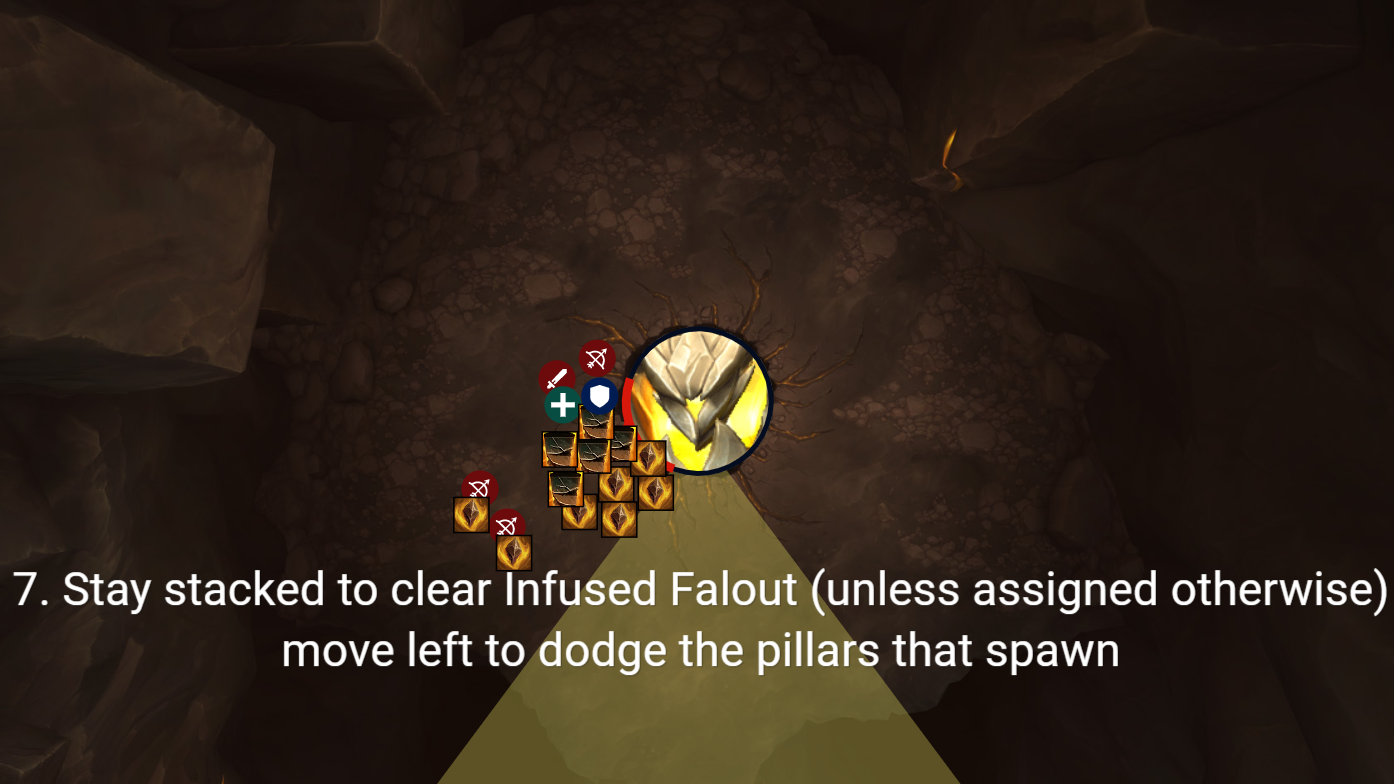 7. Stay stacked to clear Infused Falout (unless assigned otherwise)
move left to dodge the pillars that spawn